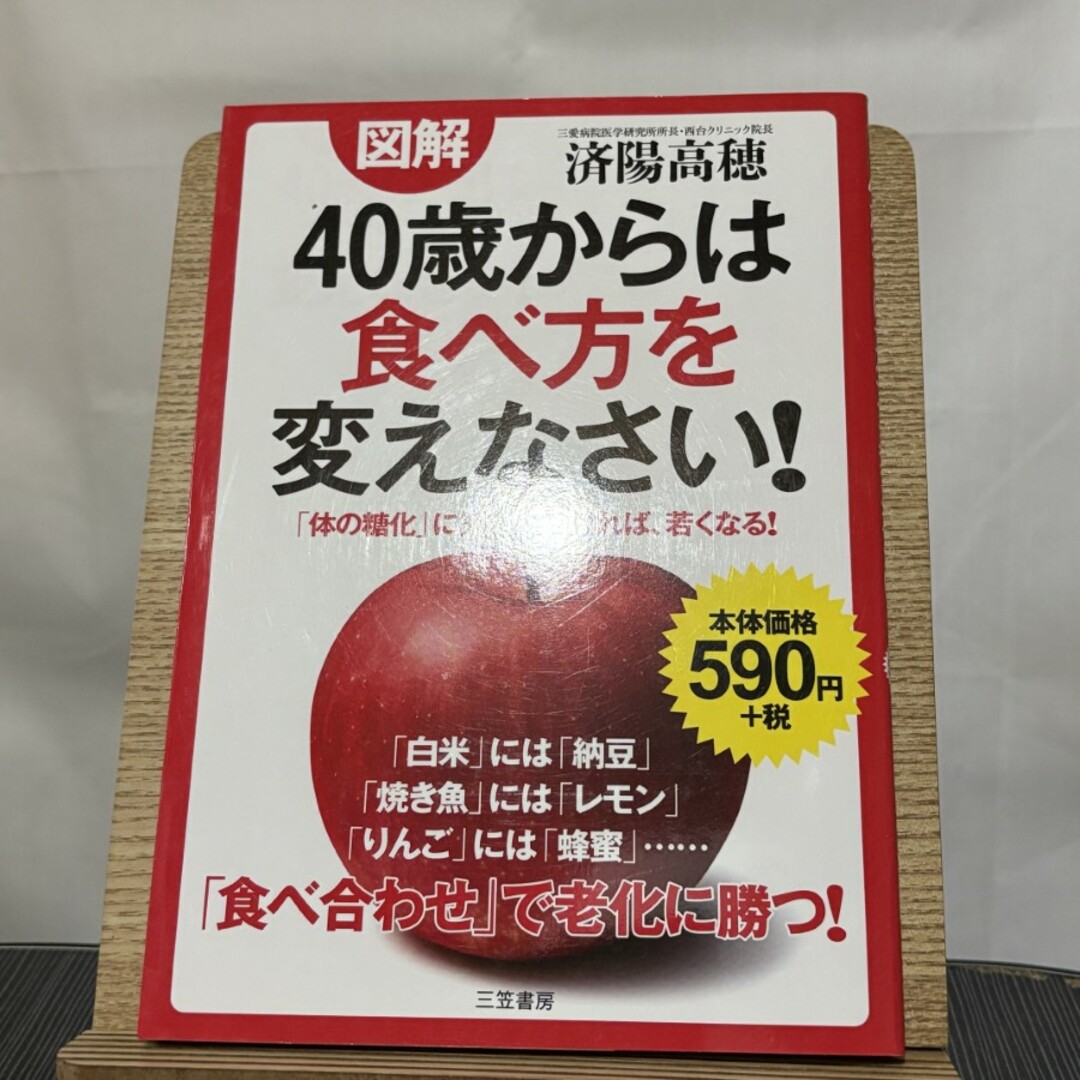 図解
三愛病院医学研究所所長・西台クリニック院長
済陽高穂
40歳からは
食べ方を
変えなさい!
「体の糖化」に れば、若くなる!
本体価格
590円
+税
「白米」には「納豆」
「焼き魚」には「レモン」
「りんご」には「蜂蜜」……
「食べ合わせ」で老化に勝つ!
三笠書房